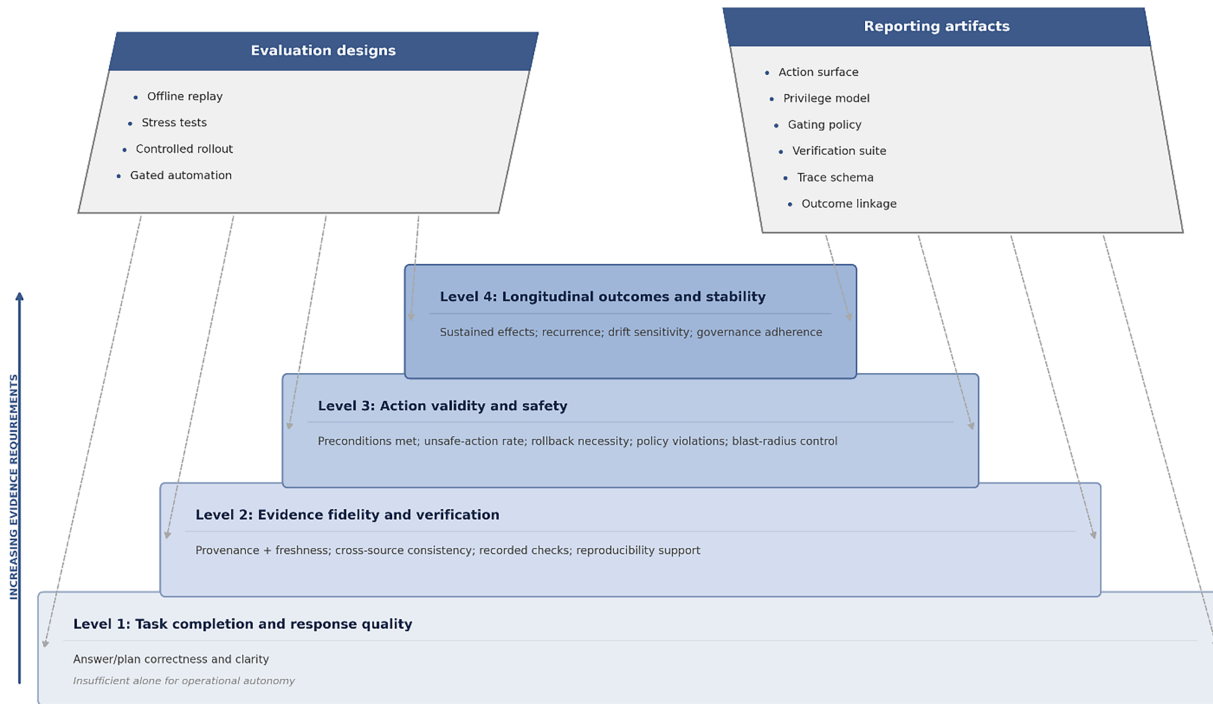 Evaluation designs
• Offline replay
• Stress tests
• Controlled rollout
• Gated automation
Reporting artifacts
• Action surface
• Privilege model
• Gating policy
• Verification suite
• Trace schema
• Outcome linkage
INCREASING EVIDENCE REQUIREMENTS
Level 4: Longitudinal outcomes and stability
Sustained effects; recurrence; drift sensitivity; governance adherence
Level 3: Action validity and safety
Preconditions met; unsafe-action rate; rollback necessity; policy violations; blast-radius control
Level 2: Evidence fidelity and verification
Provenance + freshness; cross-source consistency; recorded checks; reproducibility support
Level 1: Task completion and response quality
Answer/plan correctness and clarity
Insufficient alone for operational autonomy